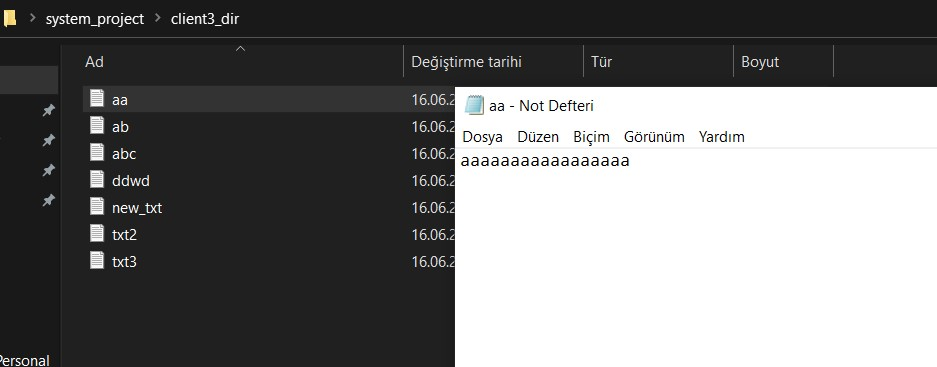 system_project > client3_dir
Ad Değiştirme tarihi Tür Boyut
aa 16.06.2
ab 16.06.2
abc 16.06.2
ddwd 16.06.2
new_txt 16.06.2
txt2 16.06.2
txt3 16.06.2
Personal
aa - Not Defteri
Dosya Düzen Biçim Görünüm Yardım
aaaaaaaaaaaaaaaaa